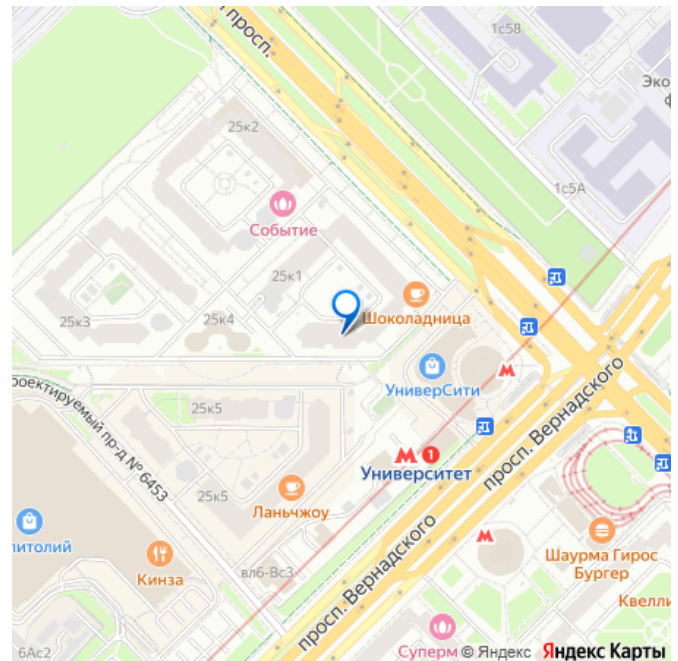 просп.
1с58
Эко
ф
25к2
1с5А
Событие
25к1
Шоколадница
25к3
25к4
УниверСити
роектируемый пр-д № 6453
25к5
1
Университет
просп. Вернадского
25к5
Ланьчжоу
питолий
Кинза
вл6-Вс3
просп. Вернадского
Шаурма Гирос
Бургер
Квелли
6Ас2
Суперм
© Яндекс Яндекс Карты